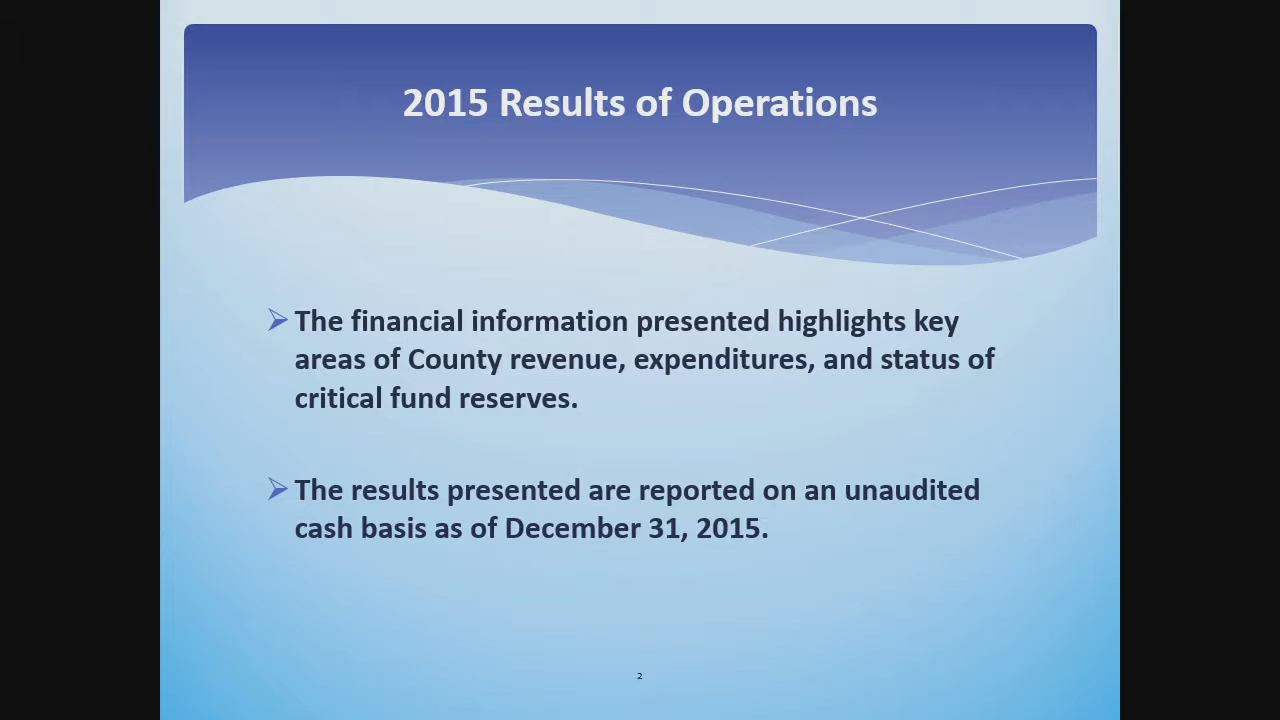 2015 Results of Operations
The financial information presented highlights key
areas of County revenue, expenditures, and status of
critical fund reserves.
The results presented are reported on an unaudited
cash basis as of December 31, 2015.
2